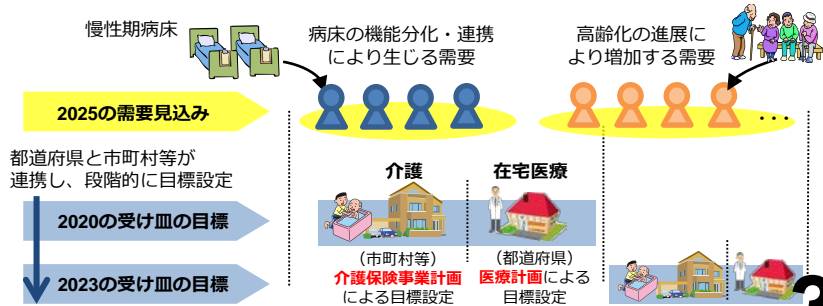 慢性期病床
病床の機能分化・連携
により生じる需要
高齢化の進展に
より増加する需要
2025の需要見込み
・・・
都道府県と市町村等が
連携し、段階的に目標設定
介護
在宅医療
2020の受け皿の目標
(市町村等)
介護保険事業計画
による目標設定
(都道府県)
医療計画による
目標設定
2023の受け皿の目標